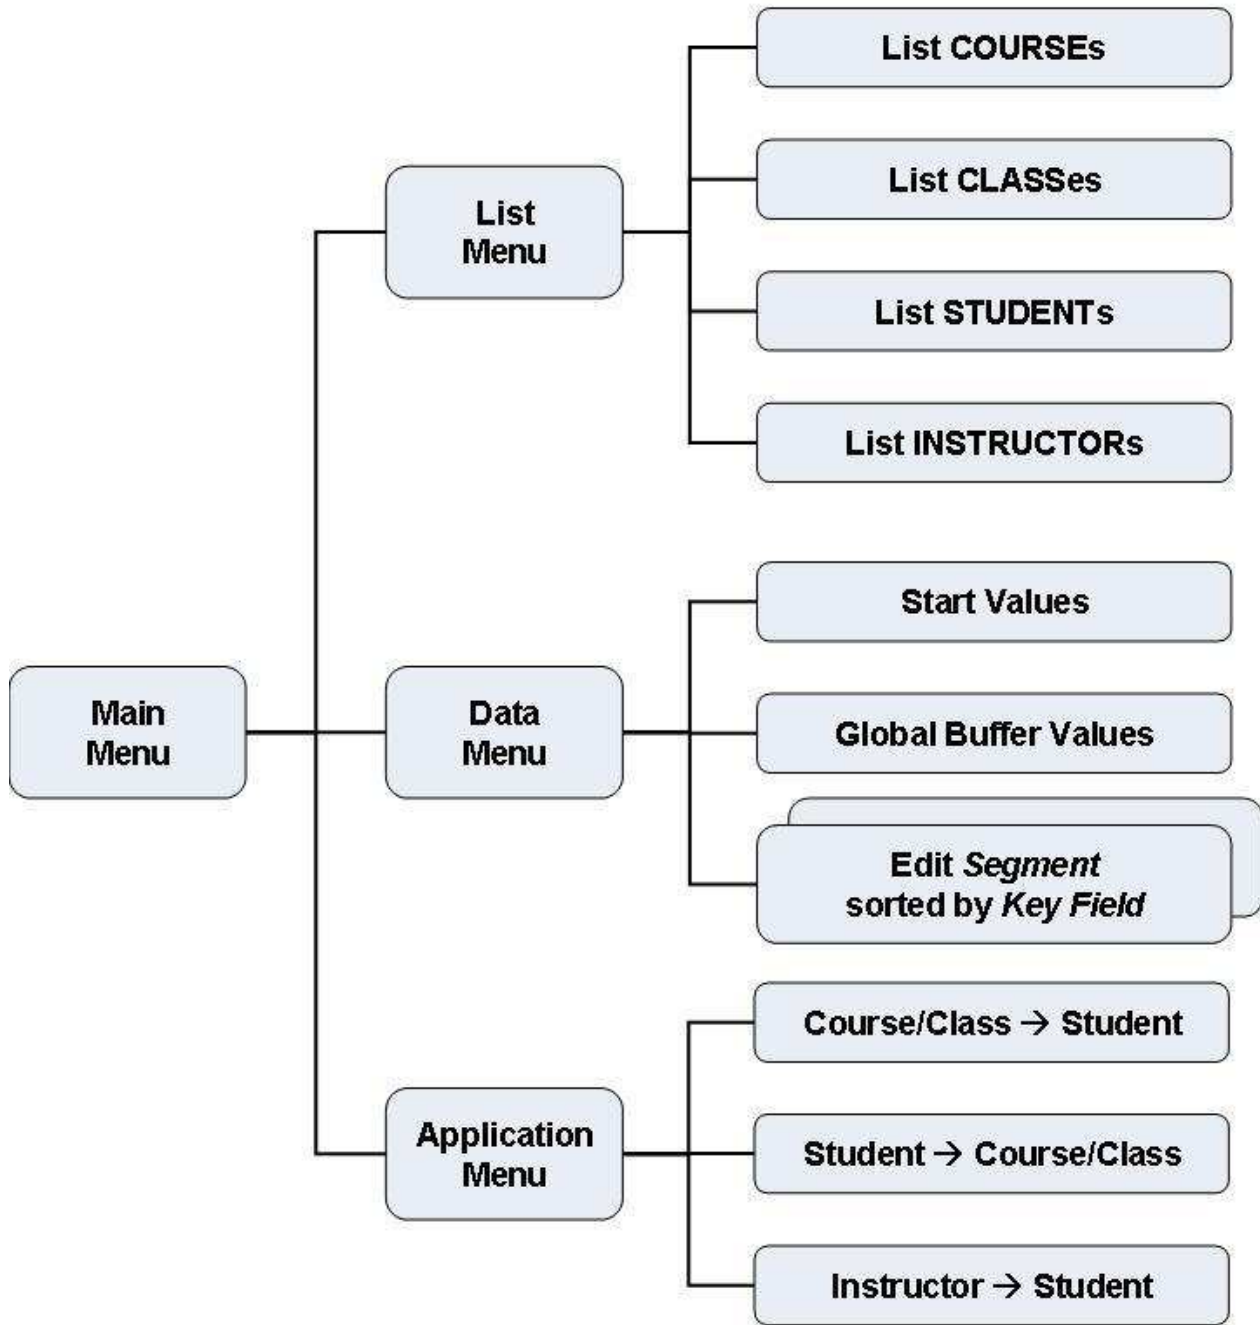 List COURSEs
List CLASSes
List
Menu
List STUDENTs
List INSTRUCTORs
Start Values
Main
Menu
Data
Menu
Global Buffer Values
Edit Segment
sorted by Key Field
Course/Class → Student
Application
Menu
Student → Course/Class
Instructor → Student